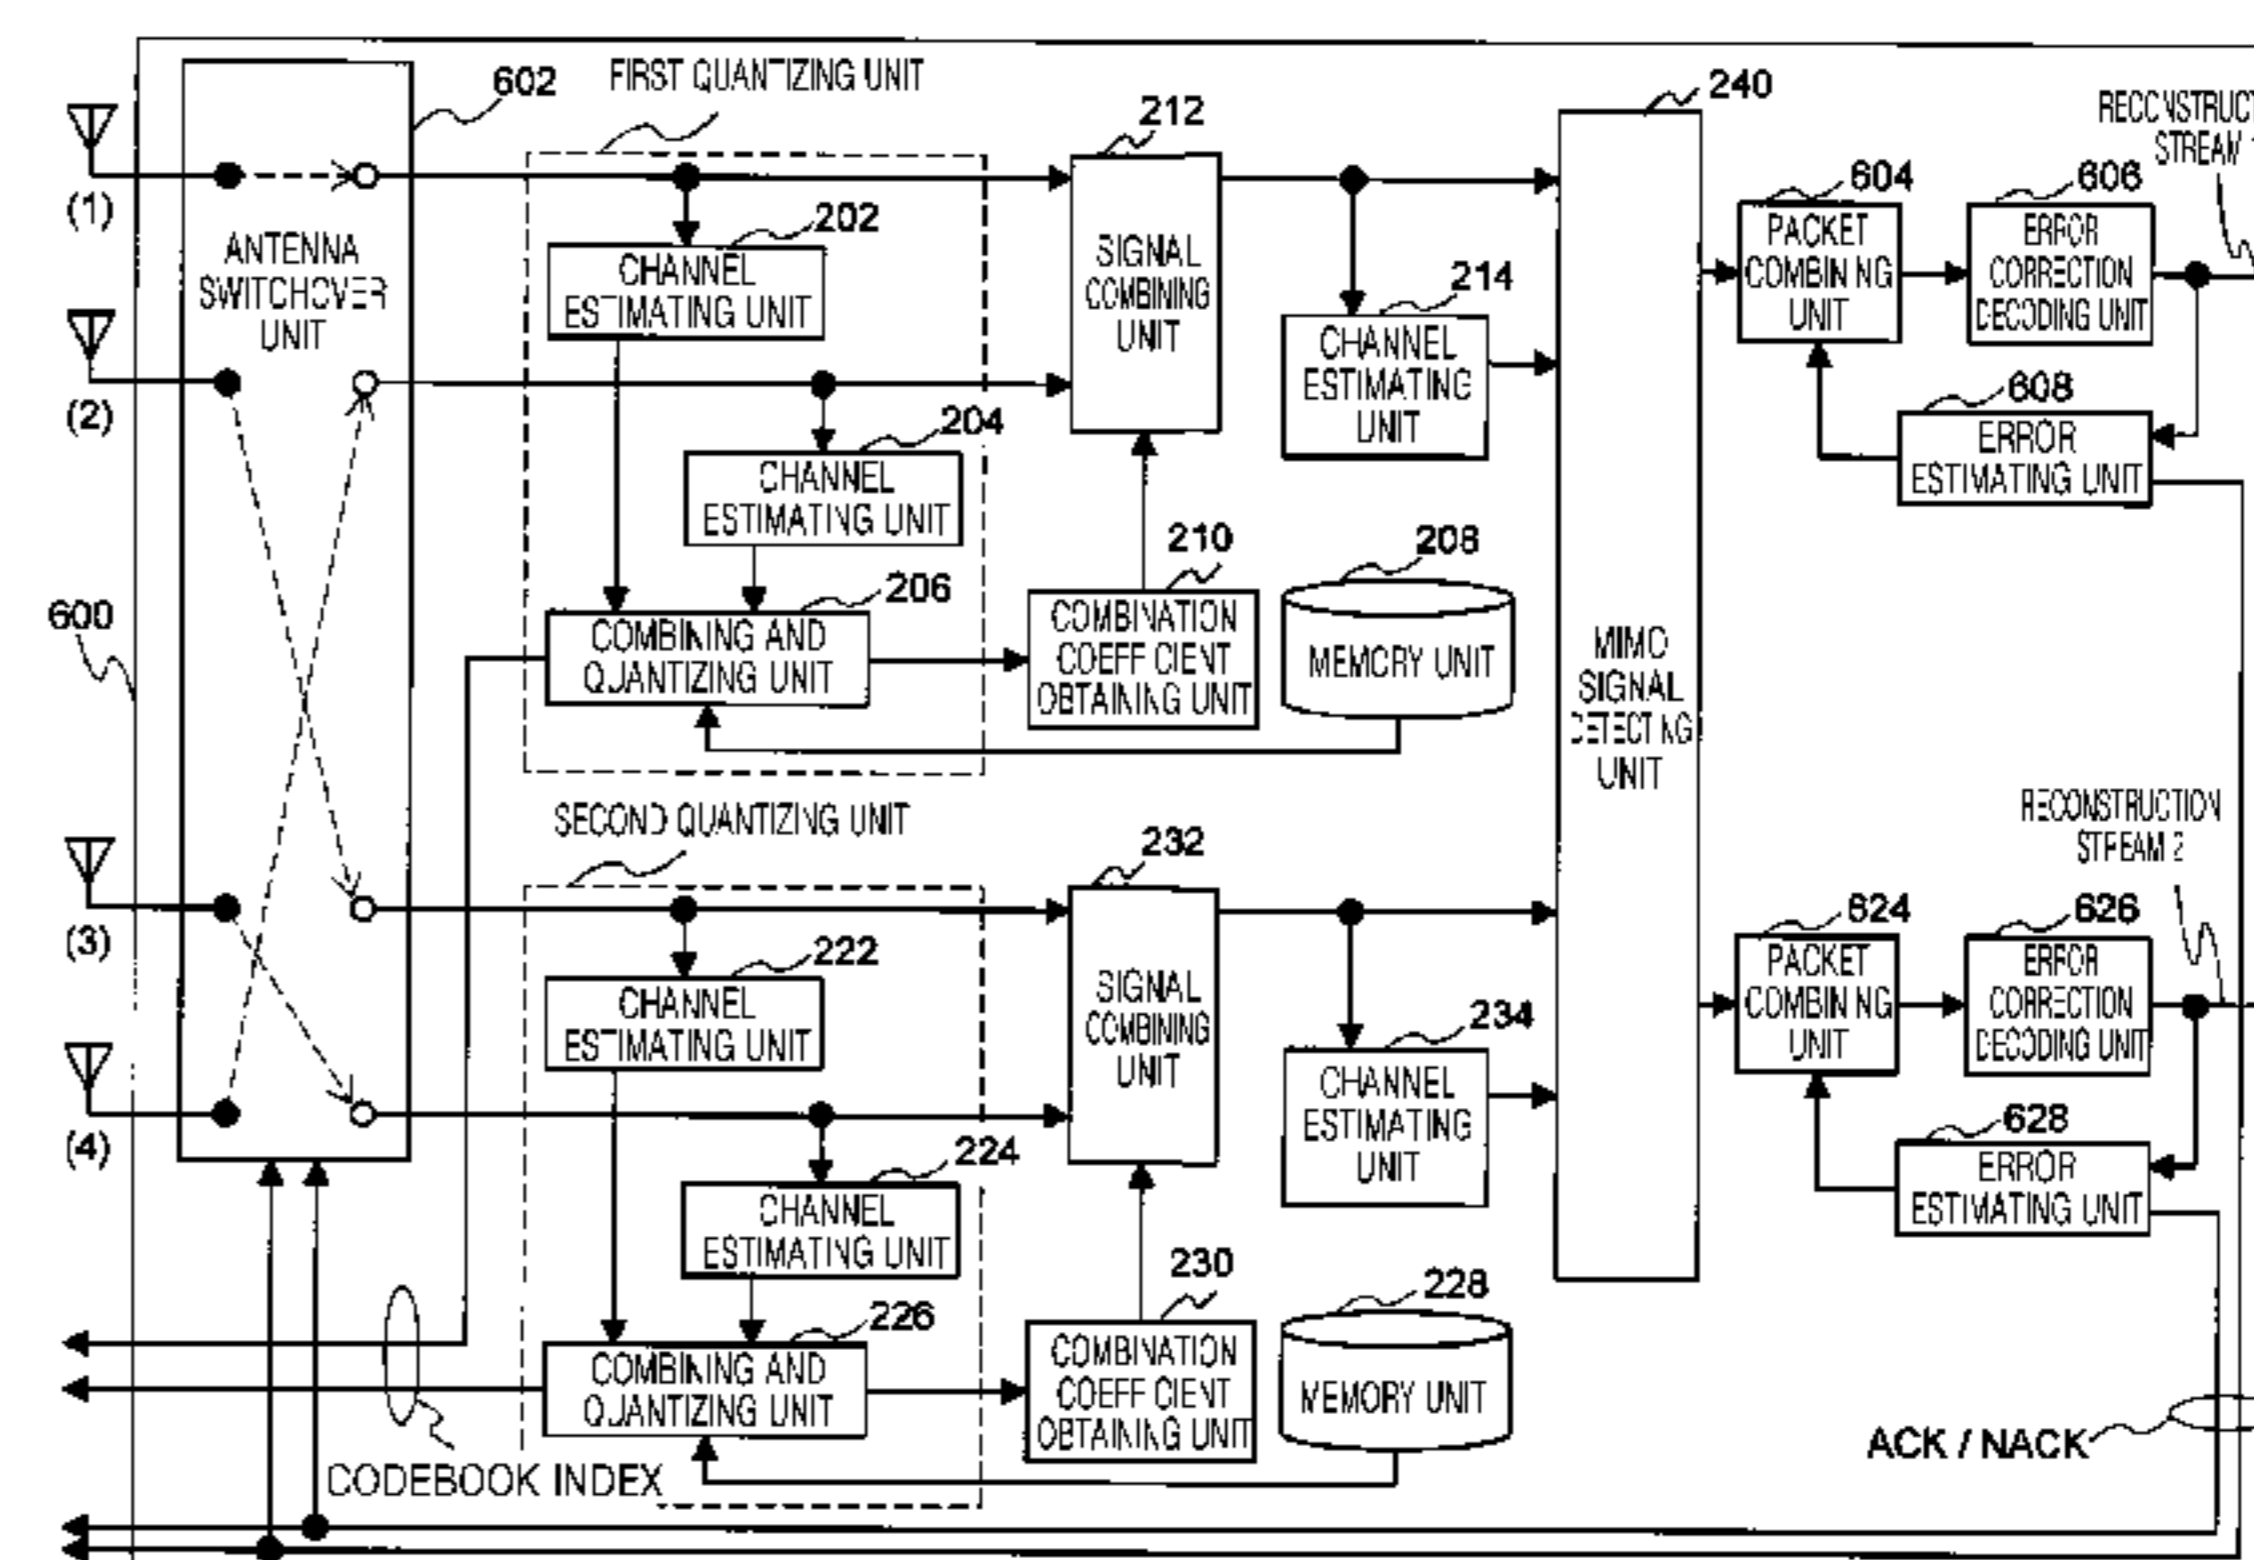 602
FIRST QUANTIZING UNIT
212
240
RECONSTRUCT
STREAM
(1)
ANTENNA
SWITCHOVER
UNIT
202
CHANNEL
ESTIMATING UNIT
SIGNAL
COMBINING
UNIT
214
CHANNEL
ESTIMATING
UNIT
604
PACKET
COMBINING
UNIT
606
ERROR
CORRECTION
DECODING UNIT
(2)
204
CHANNEL
ESTIMATING UNIT
608
ERROR
ESTIMATING UNIT
600
206
COMBINING AND
QUANTIZING UNIT
210
COMBINATION
COEFFICIENT
OBTAINING UNIT
208
MEMORY UNIT
MIMO
SIGNAL
DETECTING
UNIT
SECOND QUANTIZING UNIT
232
RECONSTRUCTION
STREAM 2
(3)
222
CHANNEL
ESTIMATING UNIT
SIGNAL
COMBINING
UNIT
234
CHANNEL
ESTIMATING
UNIT
624
PACKET
COMBINING
UNIT
626
ERROR
CORRECTION
DECODING UNIT
(4)
224
CHANNEL
ESTIMATING UNIT
628
ERROR
ESTIMATING UNIT
226
COMBINING AND
QUANTIZING UNIT
230
COMBINATION
COEFFICIENT
OBTAINING UNIT
228
MEMORY UNIT
CODEBOOK INDEX
ACK / NACK